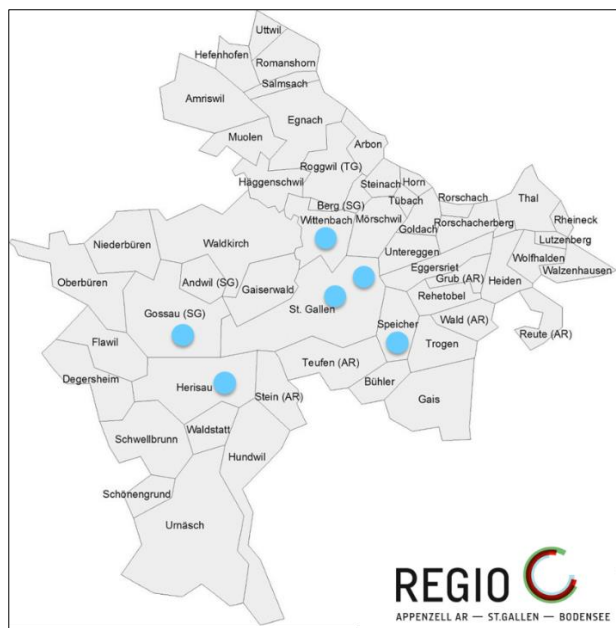 Uttwil
Hefenhofen
Romanshorn
Salmsach
Amriswil
Egnach
Muolen
Arbon
Roggwil (TG)
Häggenschwil
Steinach
Horn
Berg (SG)
Tübach
Rorschach
Thal
Wittenbach
Mörschwil
Goldach
Rorschacherberg
Rheineck
Niederbüren
Waldkirch
Untereggen
Lutzenberg
Oberbüren
Andwil (SG)
Gaiserwald
Eggersriet
Wolfhalden
Grub (AR)
Heiden
Walzenhausen
Rehetobel
Gossau (SG)
St. Gallen
Speicher
Wald (AR)
Reute (AR)
Flawil
Trogen
Teufen (AR)
Degersheim
Herisau
Stein (AR)
Bühler
Gais
Schwellbrunn
Waldstatt
Hundwil
Schönengrund
Urnäsch
REGIO
APPENZELL AR — ST.GALLEN — BODENSEE